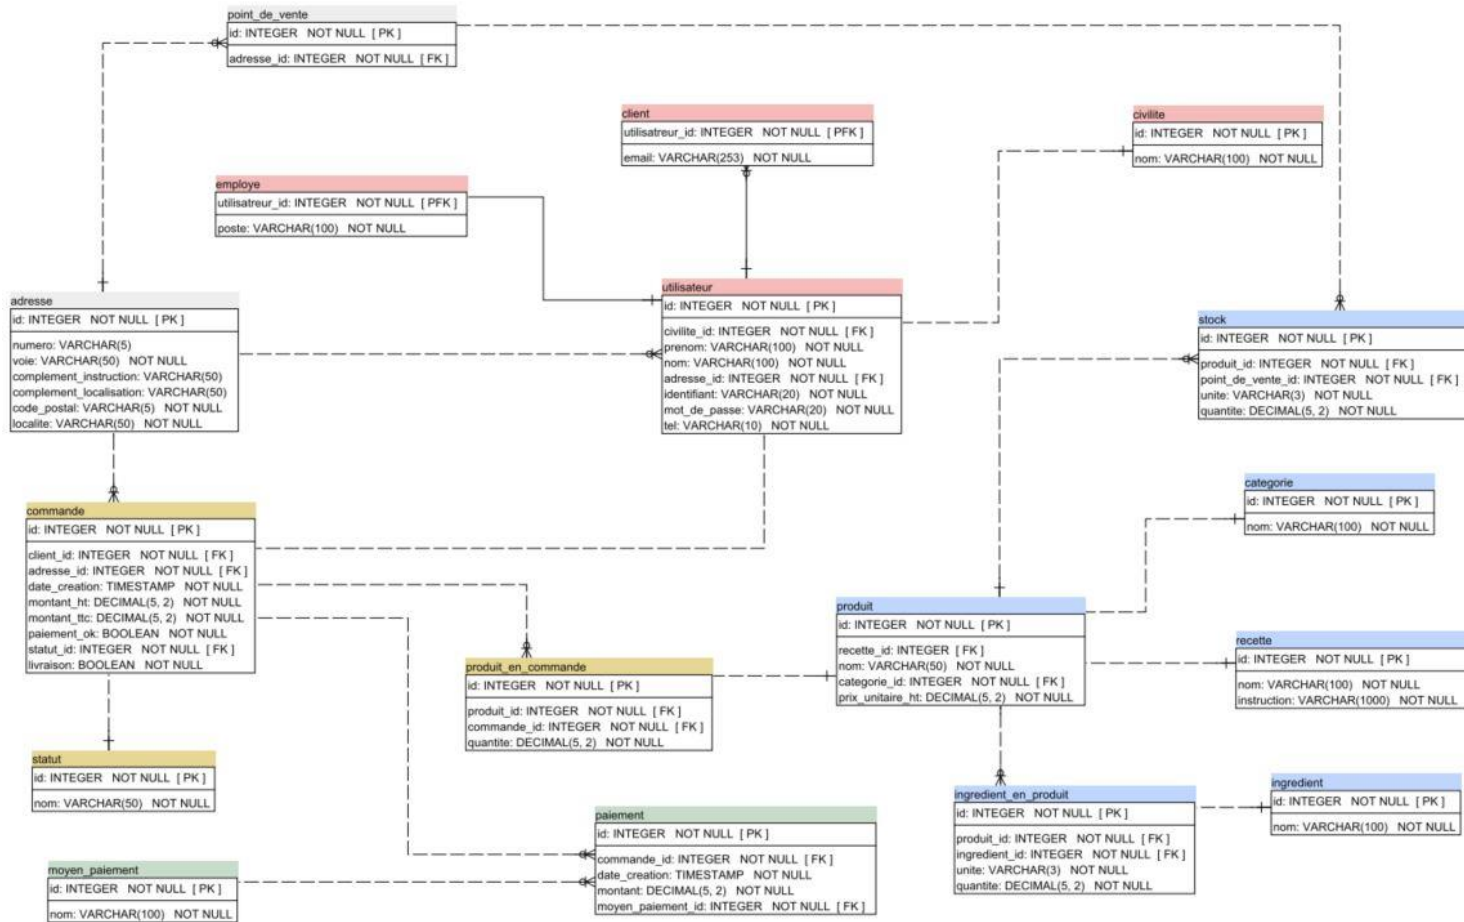 point_de_vente
id: INTEGER NOT NULL [ PK ]
adresse_id: INTEGER NOT NULL [ FK ]
client
utilisatreur_id: INTEGER NOT NULL [ PFK ]
email: VARCHAR(253) NOT NULL
civilite
id: INTEGER NOT NULL [ PK ]
nom: VARCHAR(100) NOT NULL
employe
utilisatreur_id: INTEGER NOT NULL [ PFK ]
poste: VARCHAR(100) NOT NULL
adresse
id: INTEGER NOT NULL [ PK ]
numero: VARCHAR(5)
voie: VARCHAR(50) NOT NULL
complement_instruction: VARCHAR(50)
complement_localisation: VARCHAR(50)
code_postal: VARCHAR(5) NOT NULL
localite: VARCHAR(50) NOT NULL
utilisateur
id: INTEGER NOT NULL [ PK ]
civilite_id: INTEGER NOT NULL [ FK ]
prenom: VARCHAR(100) NOT NULL
nom: VARCHAR(100) NOT NULL
adresse_id: INTEGER NOT NULL [ FK ]
identifiant: VARCHAR(20) NOT NULL
mot_de_passe: VARCHAR(20) NOT NULL
tel: VARCHAR(10) NOT NULL
stock
id: INTEGER NOT NULL [ PK ]
produit_id: INTEGER NOT NULL [ FK ]
point_de_vente_id: INTEGER NOT NULL [ FK ]
unite: VARCHAR(3) NOT NULL
quantite: DECIMAL(5, 2) NOT NULL
categorie
id: INTEGER NOT NULL [ PK ]
nom: VARCHAR(100) NOT NULL
commande
id: INTEGER NOT NULL [ PK ]
client_id: INTEGER NOT NULL [ FK ]
adresse_id: INTEGER NOT NULL [ FK ]
date_creation: TIMESTAMP NOT NULL
montant_ht: DECIMAL(5, 2) NOT NULL
montant_ttc: DECIMAL(5, 2) NOT NULL
paiement_ok: BOOLEAN NOT NULL
statut_id: INTEGER NOT NULL [ FK ]
livraison: BOOLEAN NOT NULL
produit
id: INTEGER NOT NULL [ PK ]
recette_id: INTEGER [ FK ]
nom: VARCHAR(50) NOT NULL
categorie_id: INTEGER NOT NULL [ FK ]
prix_unitaire_ht: DECIMAL(5, 2) NOT NULL
recette
id: INTEGER NOT NULL [ PK ]
nom: VARCHAR(100) NOT NULL
instruction: VARCHAR(1000) NOT NULL
produit_en_commande
id: INTEGER NOT NULL [ PK ]
produit_id: INTEGER NOT NULL [ FK ]
commande_id: INTEGER NOT NULL [ FK ]
quantite: DECIMAL(5, 2) NOT NULL
statut
id: INTEGER NOT NULL [ PK ]
nom: VARCHAR(50) NOT NULL
ingredient_en_produit
id: INTEGER NOT NULL [ PK ]
produit_id: INTEGER NOT NULL [ FK ]
ingredient_id: INTEGER NOT NULL [ FK ]
unite: VARCHAR(3) NOT NULL
quantite: DECIMAL(5, 2) NOT NULL
ingredient
id: INTEGER NOT NULL [ PK ]
nom: VARCHAR(100) NOT NULL
paiement
id: INTEGER NOT NULL [ PK ]
commande_id: INTEGER NOT NULL [ FK ]
date_creation: TIMESTAMP NOT NULL
montant: DECIMAL(5, 2) NOT NULL
moyen_paiement_id: INTEGER NOT NULL [ FK ]
moyen_paiement
id: INTEGER NOT NULL [ PK ]
nom: VARCHAR(100) NOT NULL